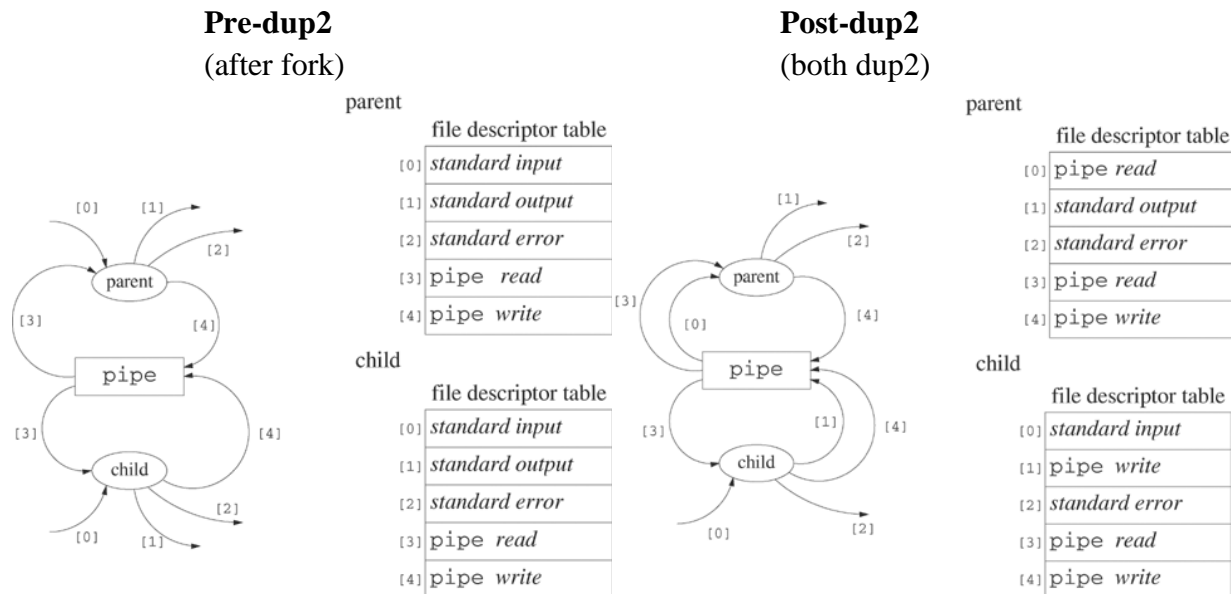 Pre-dup2
(after fork)
parent
file descriptor table
[0] standard input
[1] standard output
[2] standard error
[3] pipe read
[4] pipe write
[0]
[1]
[2]
parent
[3]
[4]
pipe
[3]
[4]
child
[2]
[0]
[1]
child
file descriptor table
[0] standard input
[1] standard output
[2] standard error
[3] pipe read
[4] pipe write
Post-dup2
(both dup2)
parent
file descriptor table
[0] pipe read
[1] standard output
[2] standard error
[3] pipe read
[4] pipe write
[1]
[2]
parent
[3]
[0]
[4]
pipe
[3]
[1]
[4]
child
[0]
[2]
child
file descriptor table
[0] standard input
[1] pipe write
[2] standard error
[3] pipe read
[4] pipe write